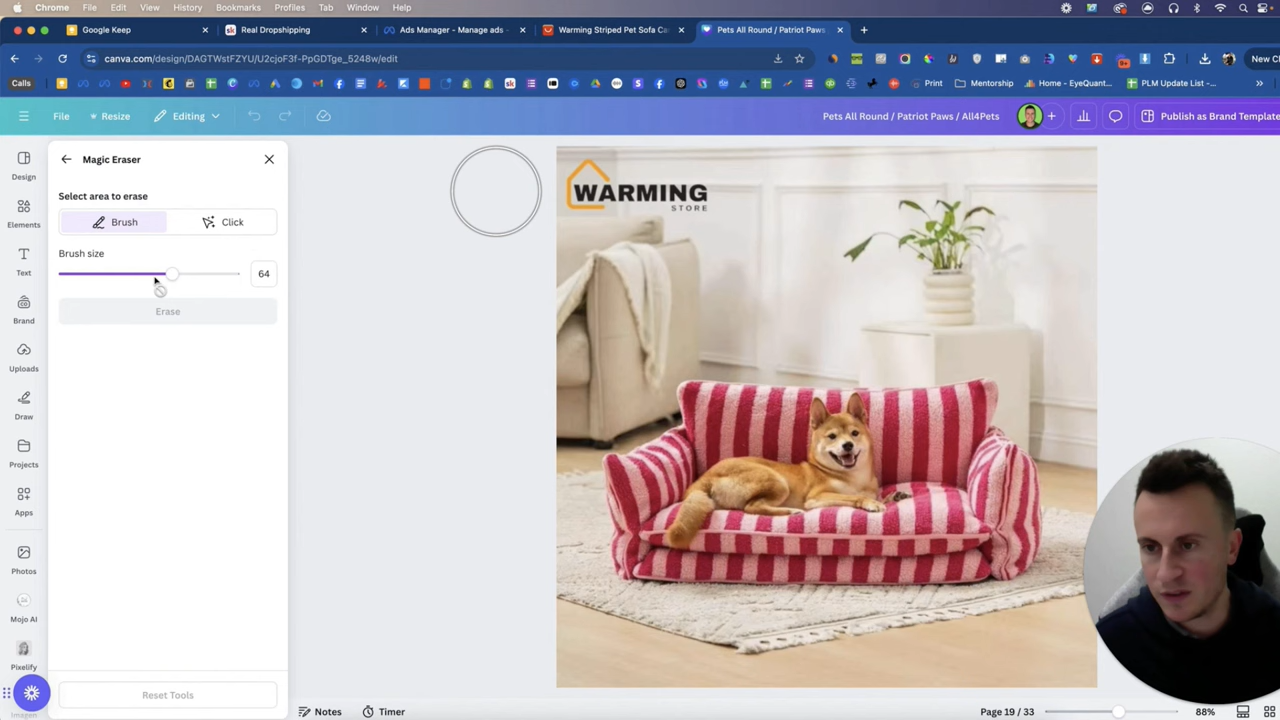 Chrome File Edit View History Bookmarks Profiles Tab Window Help
Google Keep
Real Dropshipping
Ads Manager - Manage ads -
Warming Striped Pet Sofa Ca
Pets All Round / Patriot Paws
canva.com/design/DAGTWstFZYU/U2cjoF3f-PpGDTge_5248w/edit
New Cl
Calls
Print
Mentorship
Home - EyeQuant...
PLM Update List -...
File
Resize
Editing
Pets All Round / Patriot Paws / All4Pets
Publish as Brand Template
Design
Elements
Text
Brand
Uploads
Draw
Projects
Apps
Photos
Mojo AI
Pixelify
Magic Eraser
Select area to erase
Brush
Click
Brush size
64
Erase
Reset Tools
WARMING
STORE
Notes
Timer
Page 19 / 33
88%